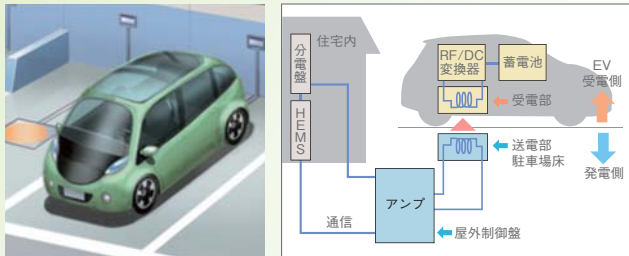 住宅内
分電盤
HEMS
RF/DC
変換器
蓄電池
EV
受電側
受電部
送電部
駐車場床
発電側
アンプ
通信
屋外制御盤